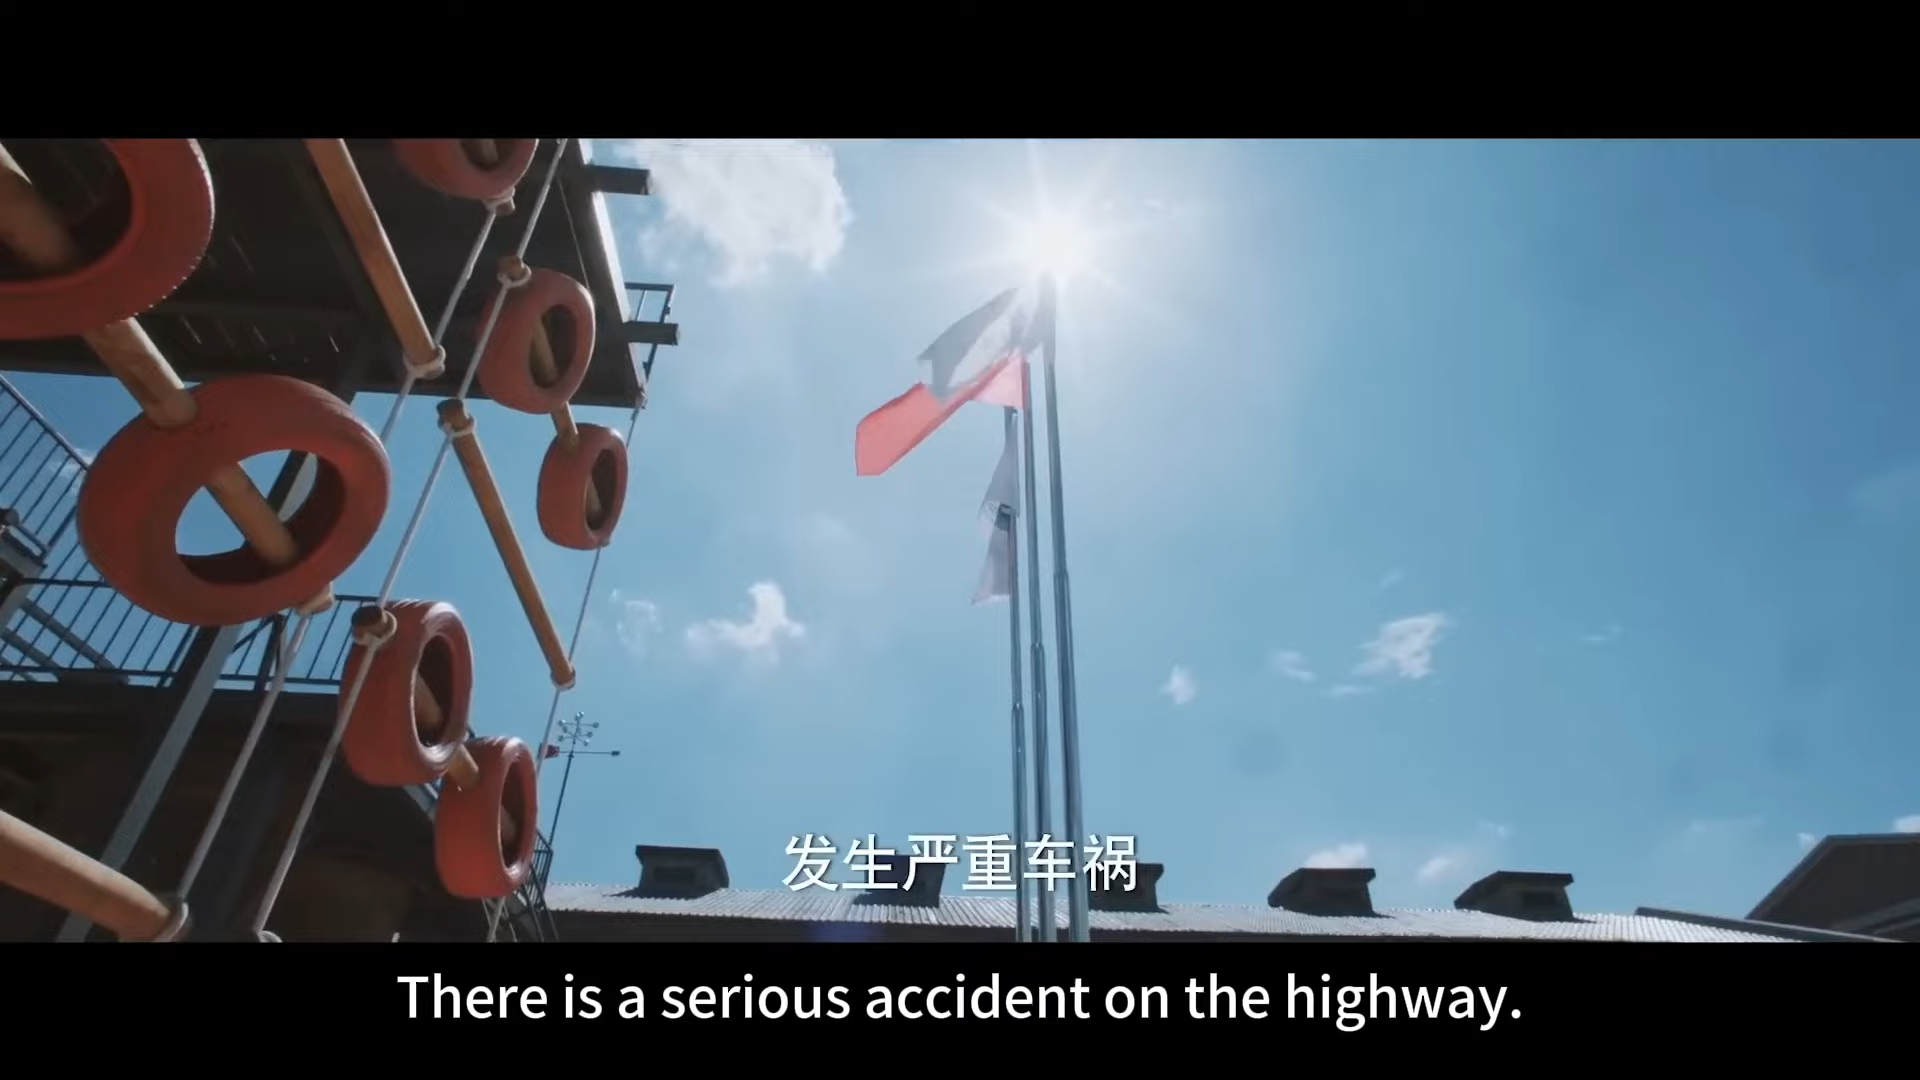 发生严重车祸
There is a serious accident on the highway.